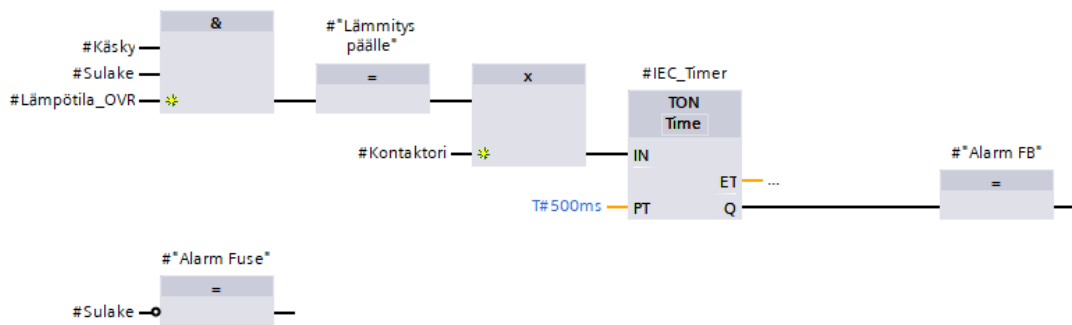 &
#Käsky
#Sulake
#Lämpötila_OVR
#"Lämmitys
päälle"
=
x
#Kontaktori
#IEC_Timer
TON
Time
IN
ET
...
T#500ms
PT
Q
#"Alarm FB"
=
#"Alarm Fuse"
=
#Sulake